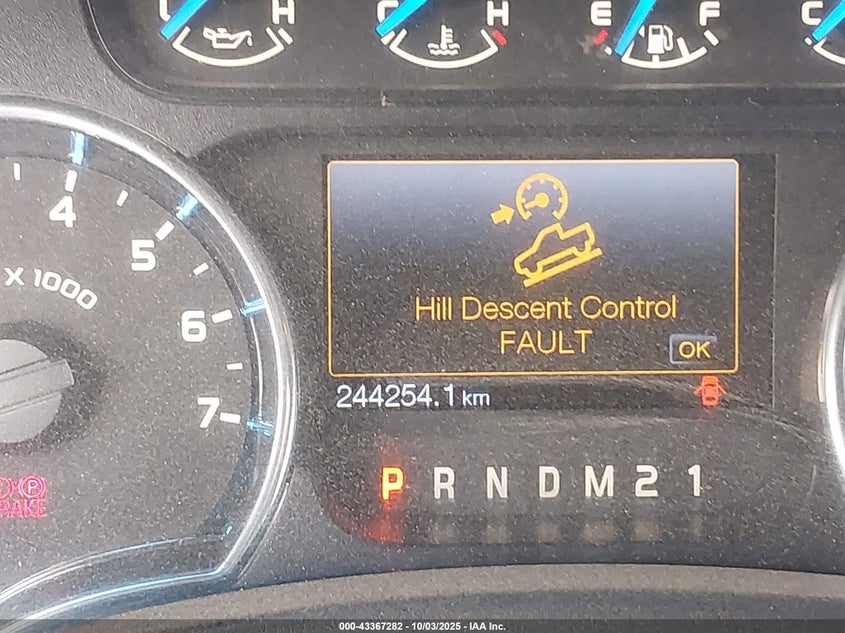 L H
C H
E F
C
4
5
X 1000
6
7
Hill Descent Control
FAULT
OK
244254.1 km
P R N D M 2 1
(P)
BRAKE
000-43367282 - 10/03/2025 - IAA Inc.